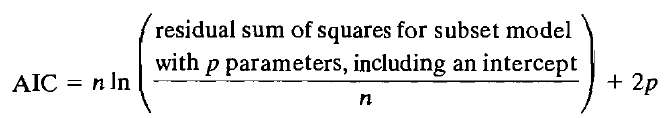 residual sum of squares for subset model
with p parameters, including an intercept
AIC = n ln ( ) + 2p
n